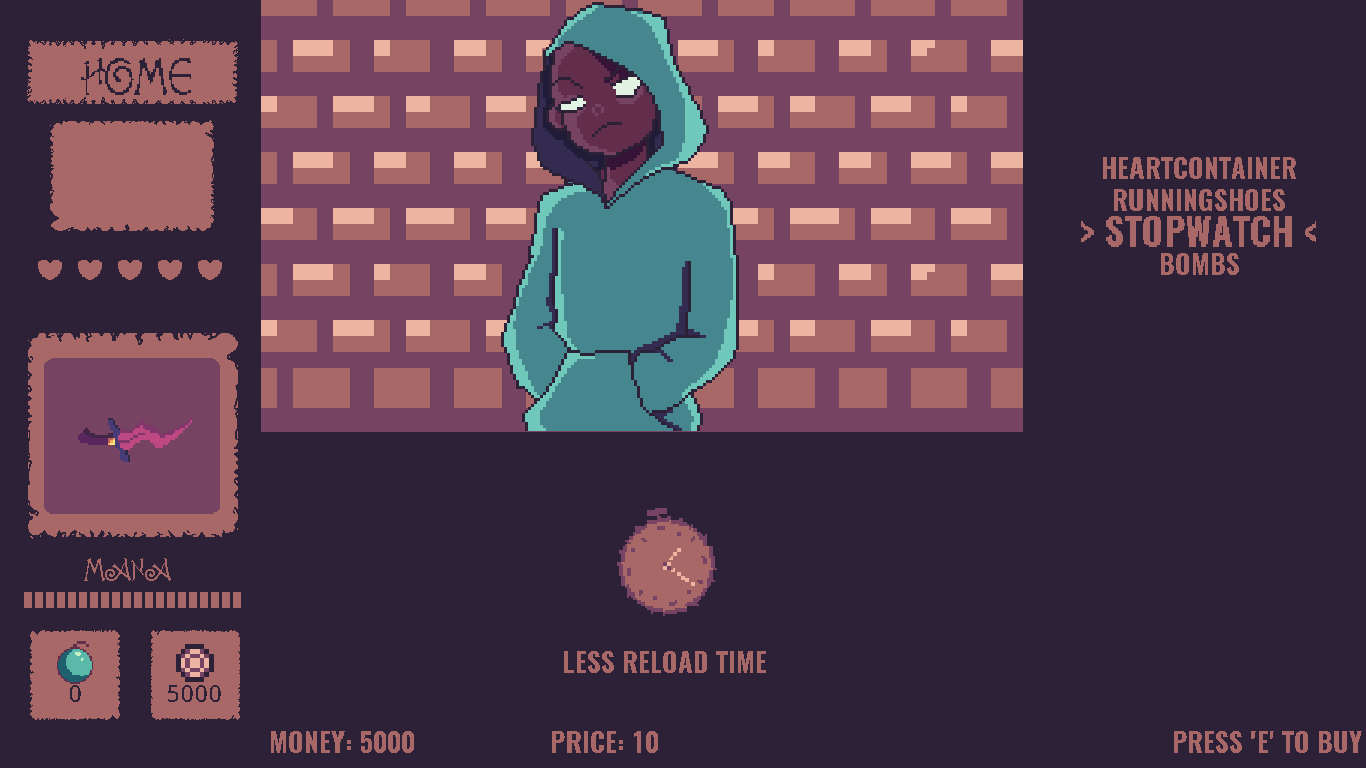 HOME
MANA
0
5000
HEARTCONTAINER
RUNNINGSHOES
> STOPWATCH <
BOMBS
LESS RELOAD TIME
MONEY: 5000
PRICE: 10
PRESS 'E' TO BUY